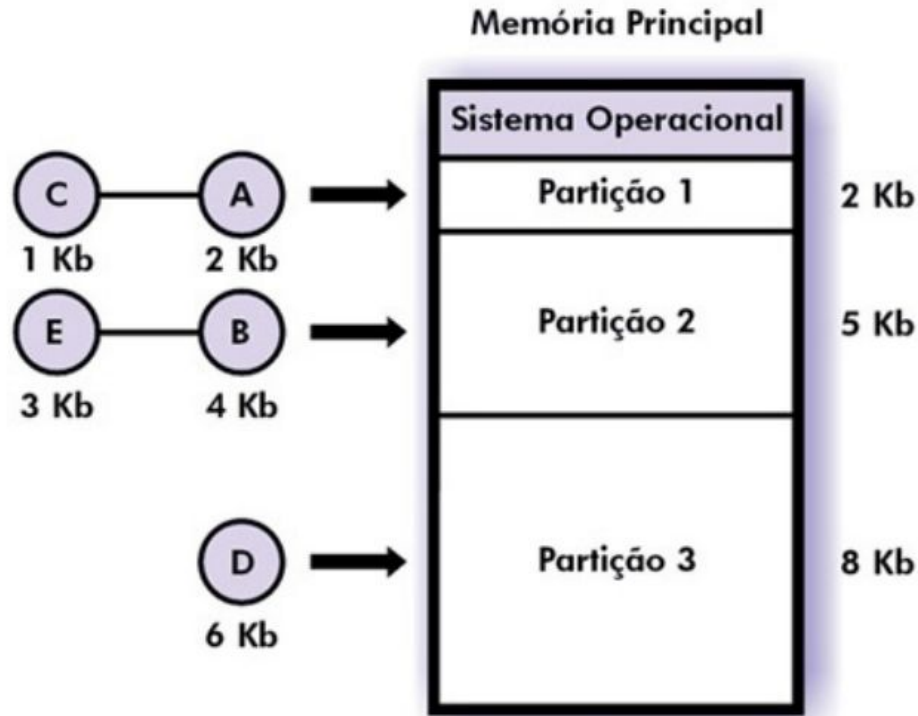 Memória Principal
Sistema Operacional
C A Partição 1 2 Kb
1 Kb 2 Kb
E B Partição 2 5 Kb
3 Kb 4 Kb
D Partição 3 8 Kb
6 Kb